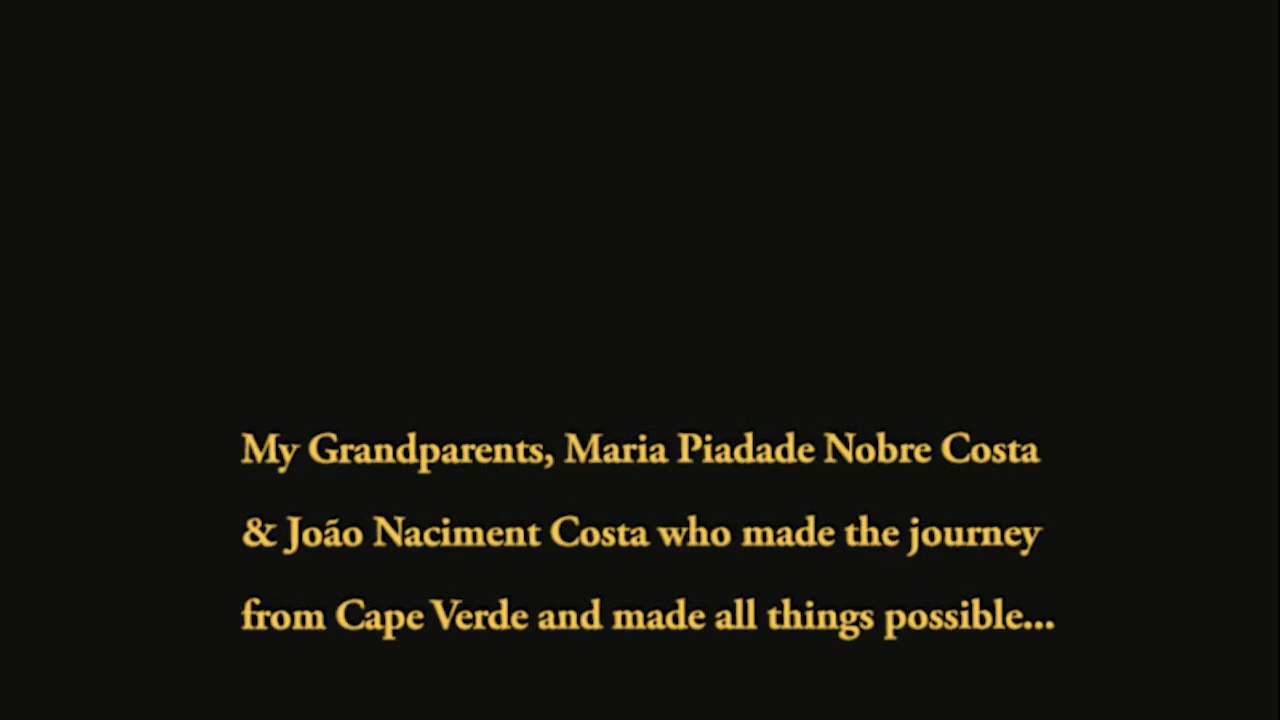 My Grandparents, Maria Piadade Nobre Costa
& João Naciment Costa who made the journey
from Cape Verde and made all things possible...